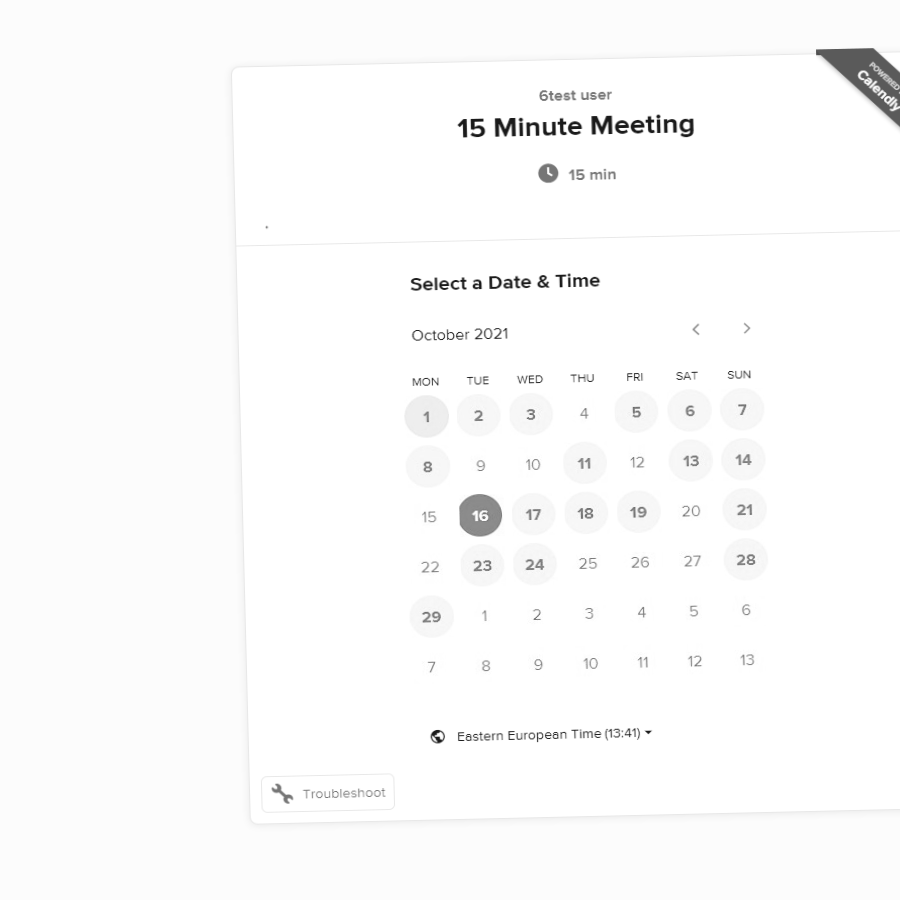 POWERED
Calendly
6test user
15 Minute Meeting
15 min
Select a Date & Time
October 2021
MON TUE WED THU FRI SAT SUN
1 2 3 4 5 6 7
8 9 10 11 12 13 14
15 16 17 18 19 20 21
22 23 24 25 26 27 28
29 1 2 3 4 5 6
7 8 9 10 11 12 13
Eastern European Time (13:41)
Troubleshoot